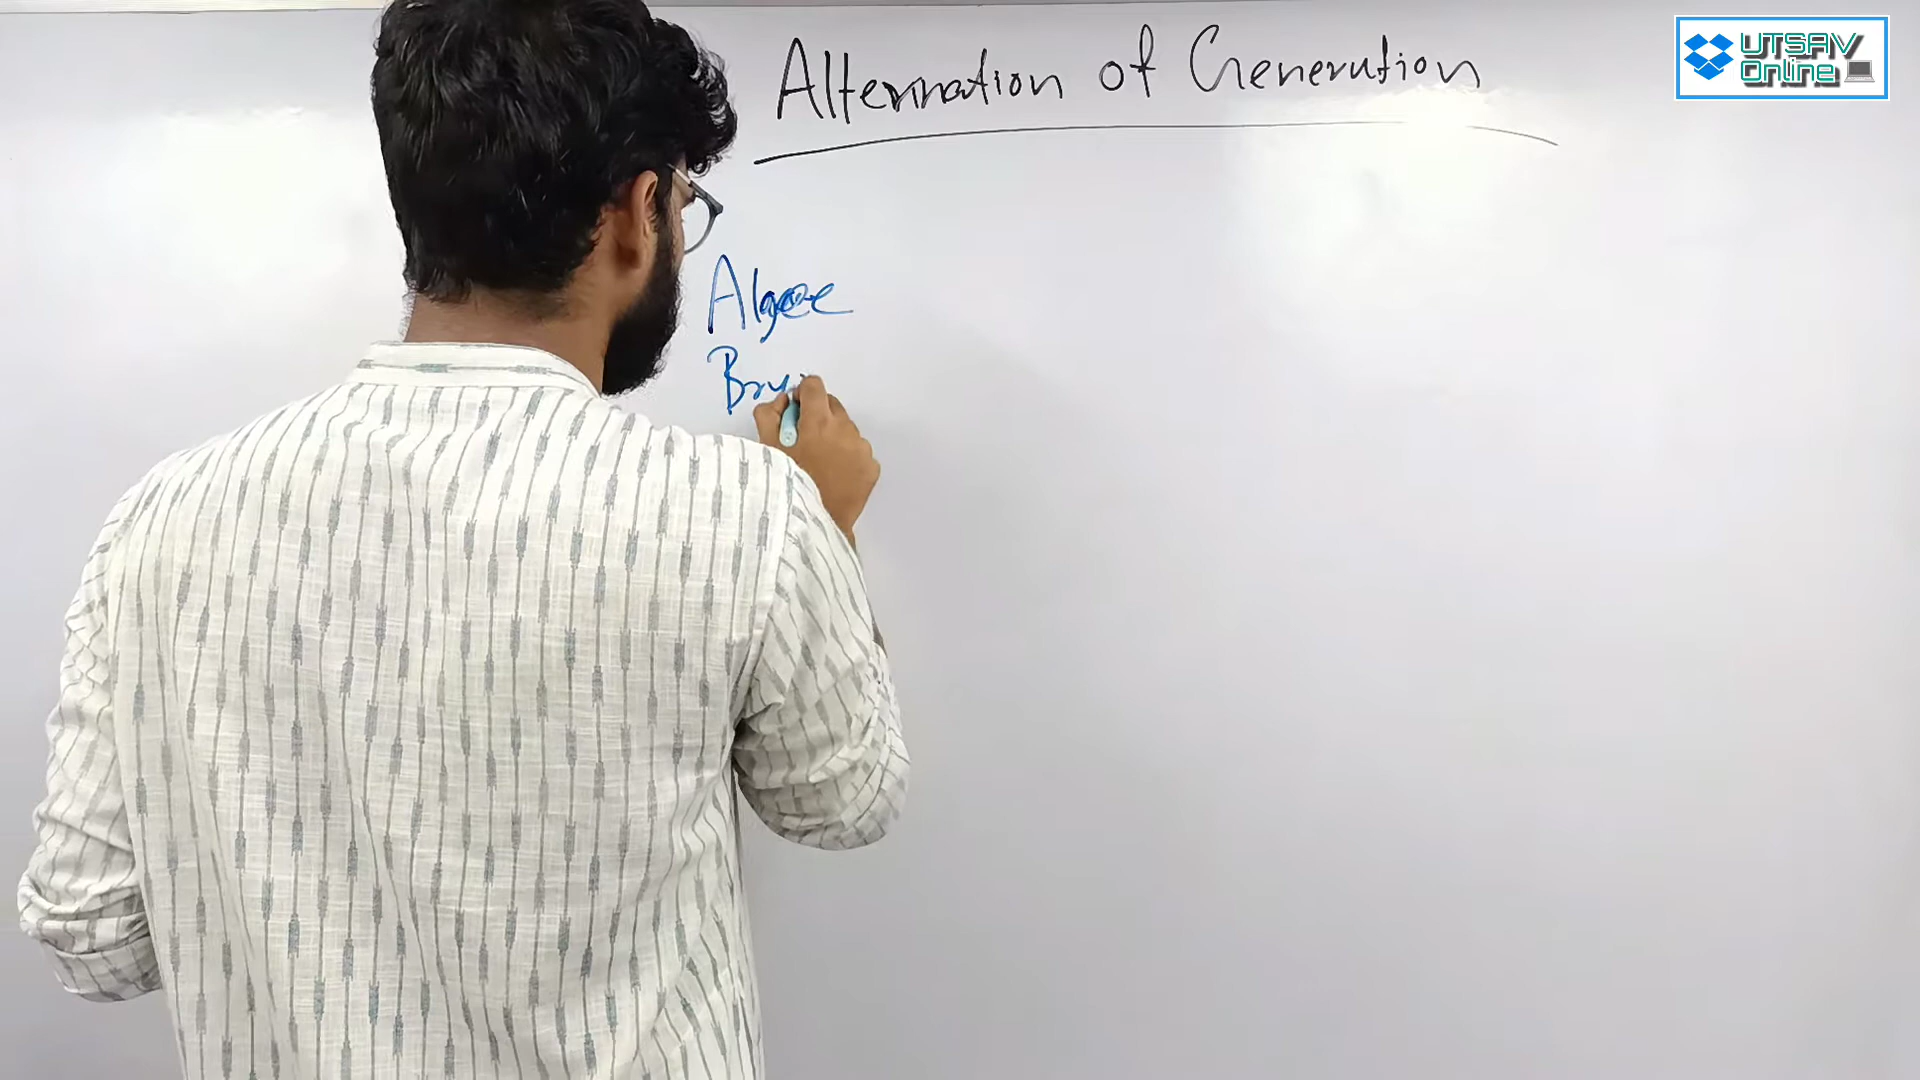 Alternation of Generation
UTSAV
Online
Algae
Bry